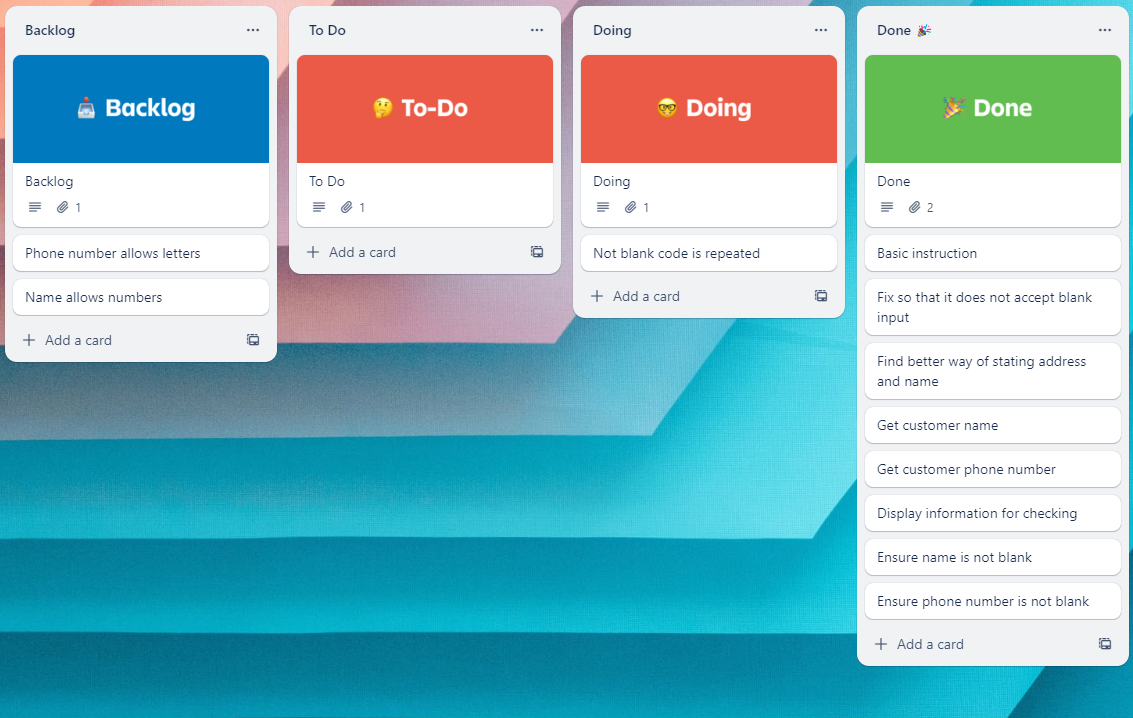 Backlog
📥 Backlog
Backlog
1
Phone number allows letters
Name allows numbers
+ Add a card
To Do
🤔 To-Do
To Do
1
+ Add a card
Doing
🤓 Doing
Doing
1
Not blank code is repeated
+ Add a card
Done 🎉
🎉 Done
Done
2
Basic instruction
Fix so that it does not accept blank
input
Find better way of stating address
and name
Get customer name
Get customer phone number
Display information for checking
Ensure name is not blank
Ensure phone number is not blank
+ Add a card